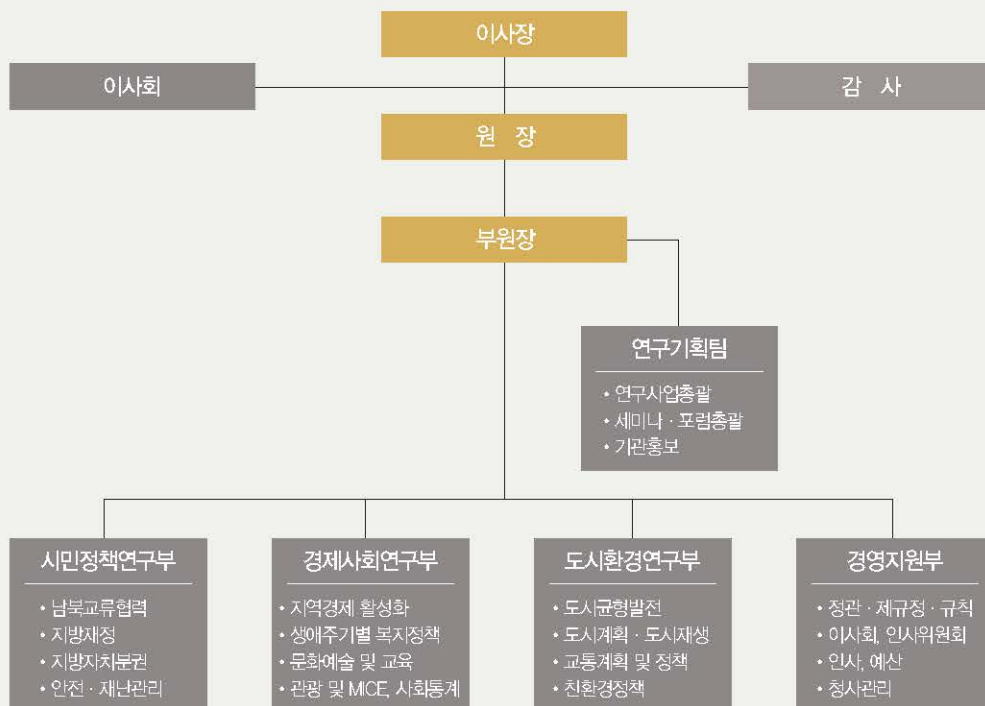 이사장
이사회
감 사
원 장
부원장
연구기획팀
• 연구사업총괄
• 세미나 · 포럼총괄
• 기관홍보
시민정책연구부
• 남북교류협력
• 지방재정
• 지방자치분권
• 안전 · 재난관리
경제사회연구부
• 지역경제 활성화
• 생애주기별 복지정책
• 문화예술 및 교육
• 관광 및 MICE, 사회통계
도시환경연구부
• 도시균형발전
• 도시계획 · 도시재생
• 교통계획 및 정책
• 친환경정책
경영지원부
• 정관 · 제규정 · 규칙
• 이사회, 인사위원회
• 인사, 예산
• 청사관리